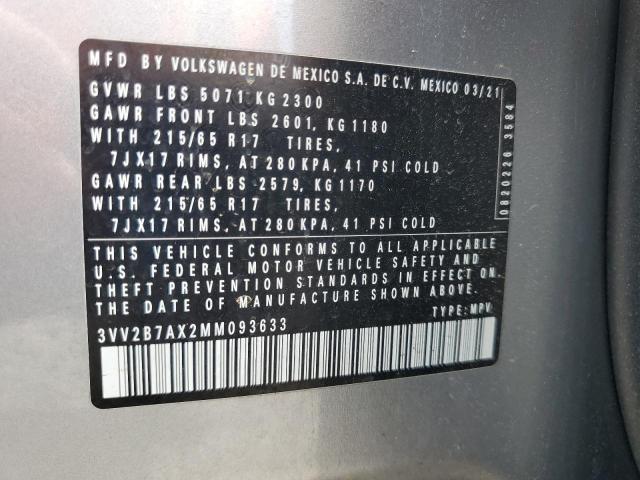 MFD BY VOLKSWAGEN DE MEXICO S.A. DE C.V. MEXICO 03/21
GVWR LBS 5071 KG 2300
GAWR FRONT LBS 2601, KG 1180
WITH 215/65 R17 TIRES,
7JX17 RIMS, AT 280 KPA, 41 PSI COLD
GAWR REAR LBS 2579, KG 1170
WITH 215/65 R17 TIRES,
7JX17 RIMS, AT 280 KPA, 41 PSI COLD
THIS VEHICLE CONFORMS TO ALL APPLICABLE
U.S. FEDERAL MOTOR VEHICLE SAFETY AND
THEFT PREVENTION STANDARDS IN EFFECT ON
THE DATE OF MANUFACTURE SHOWN ABOVE.
3VV2B7AX2MM093633 TYPE: MPV
0820226 3584